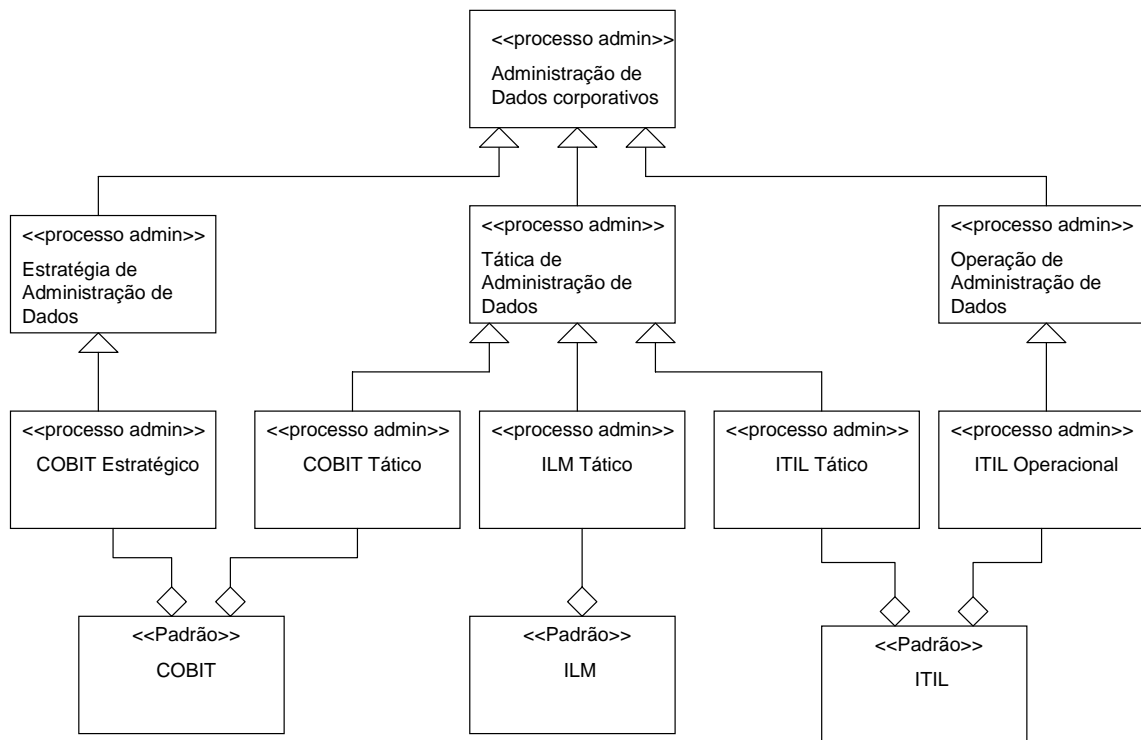 <<processo admin>>
Administração de
Dados corporativos
<<processo admin>>
Estratégia de
Administração de
Dados
<<processo admin>>
Tática de
Administração de
Dados
<<processo admin>>
Operação de
Administração de
Dados
<<processo admin>>
COBIT Estratégico
<<processo admin>>
COBIT Tático
<<processo admin>>
ILM Tático
<<processo admin>>
ITIL Tático
<<processo admin>>
ITIL Operacional
<<Padrão>>
COBIT
<<Padrão>>
ILM
<<Padrão>>
ITIL